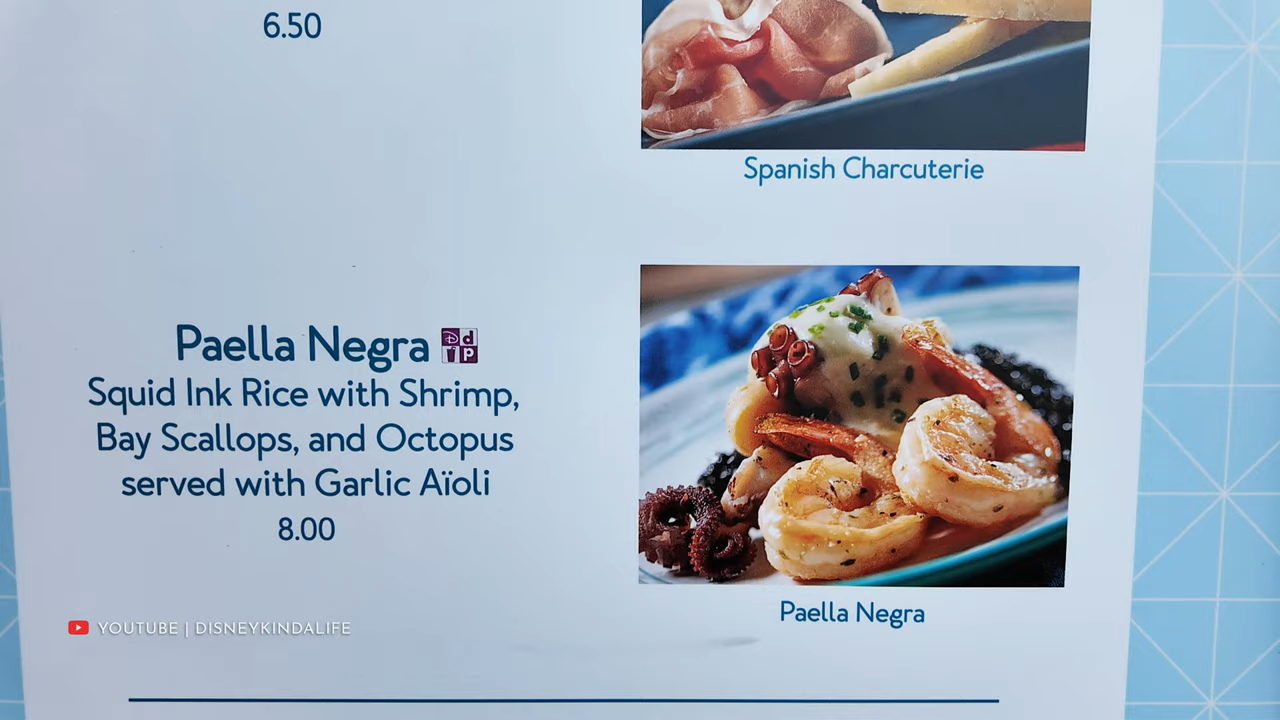 6.50
Spanish Charcuterie
Paella Negra Ddp
Squid Ink Rice with Shrimp,
Bay Scallops, and Octopus
served with Garlic Aïoli
8.00
Paella Negra
YOUTUBE | DISNEYKINDALIFE